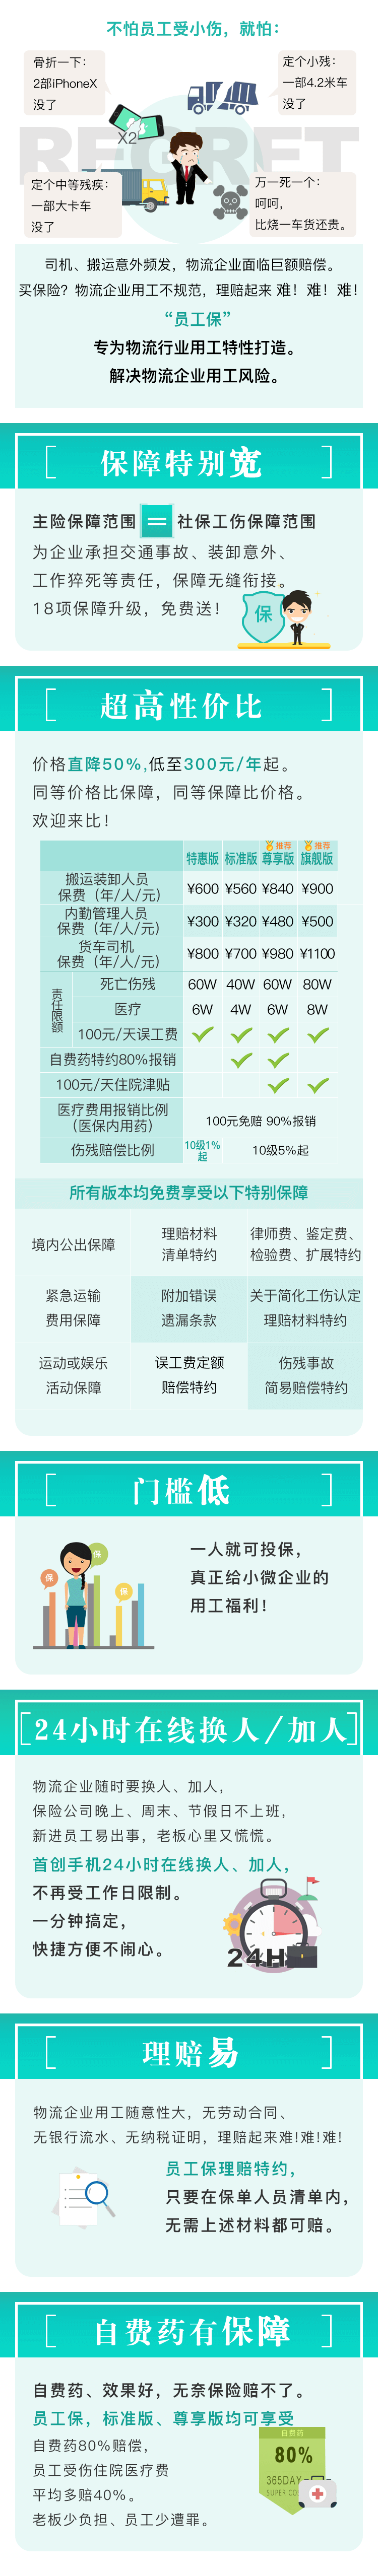 不怕员工受小伤，就怕：
骨折一下：
2部iPhoneX
没了
定个小残：
一部4.2米车
没了
X2
REGRET
定个中等残疾：
一部大卡车
没了
万一死一个：
呵呵，
比烧一车货还贵。
司机、搬运意外频发，物流企业面临巨额赔偿。
买保险？物流企业用工不规范，理赔起来 难！难！难！
“员工保”
专为物流行业用工特性打造。
解决物流企业用工风险。
保障特别宽
主险保障范围 = 社保工伤保障范围
为企业承担交通事故、装卸意外、
工作猝死等责任，保障无缝衔接。
18项保障升级，免费送！
保
超高性价比
价格直降50%,低至300元/年起。
同等价格比保障，同等保障比价格。
欢迎来比！
推荐 推荐
特惠版 标准版 尊享版 旗舰版
搬运装卸人员
保费（年/人/元） ¥600 ¥560 ¥840 ¥900
内勤管理人员
保费（年/人/元） ¥300 ¥320 ¥480 ¥500
货车司机
保费（年/人/元） ¥800 ¥700 ¥980 ¥1100
责任限额
死亡伤残 60W 40W 60W 80W
医疗 6W 4W 6W 8W
100元/天误工费
自费药特约80%报销
100元/天住院津贴
医疗费用报销比例
（医保内用药） 100元免赔 90%报销
伤残赔偿比例 10级1%起 10级5%起
所有版本均免费享受以下特别保障
境内公出保障
理赔材料
清单特约
律师费、鉴定费、
检验费、扩展特约
紧急运输
费用保障
附加错误
遗漏条款
关于简化工伤认定
理赔材料特约
运动或娱乐
活动保障
误工费定额
赔偿特约
伤残事故
简易赔偿特约
门槛低
保
保
保
一人就可投保，
真正给小微企业的
用工福利！
24小时在线换人/加人
物流企业随时要换人、加人，
保险公司晚上、周末、节假日不上班，
新进员工易出事，老板心里又慌慌。
首创手机24小时在线换人、加人，
不再受工作日限制。
一分钟搞定，
快捷方便不闹心。
24H
理赔易
物流企业用工随意性大，无劳动合同、
无银行流水、无纳税证明，理赔起来难!难!难!
员工保理赔特约，
只要在保单人员清单内，
无需上述材料都可赔。
自费药有保障
自费药、效果好，无奈保险赔不了。
员工保，标准版、尊享版均可享受
自费药80%赔偿，
员工受伤住院医疗费
平均多赔40%。
老板少负担、员工少遭罪。
自费药
80%
365DAY
SUPER